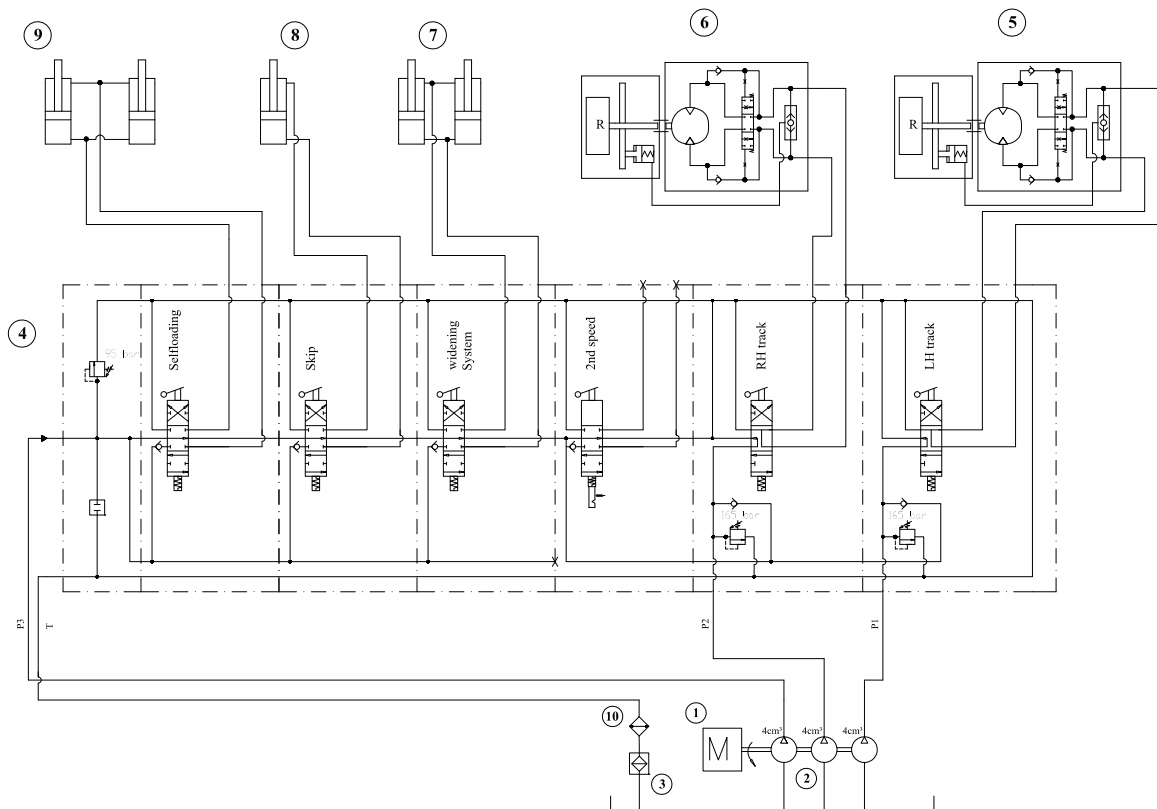 9
8
7
6
5
R
R
4
95 bar
Selfloading
Skip
widening
System
2nd speed
RH track
LH track
165 bar
165 bar
P3
T
P2
P1
10
1
4cm³
4cm³
4cm³
M
3
2